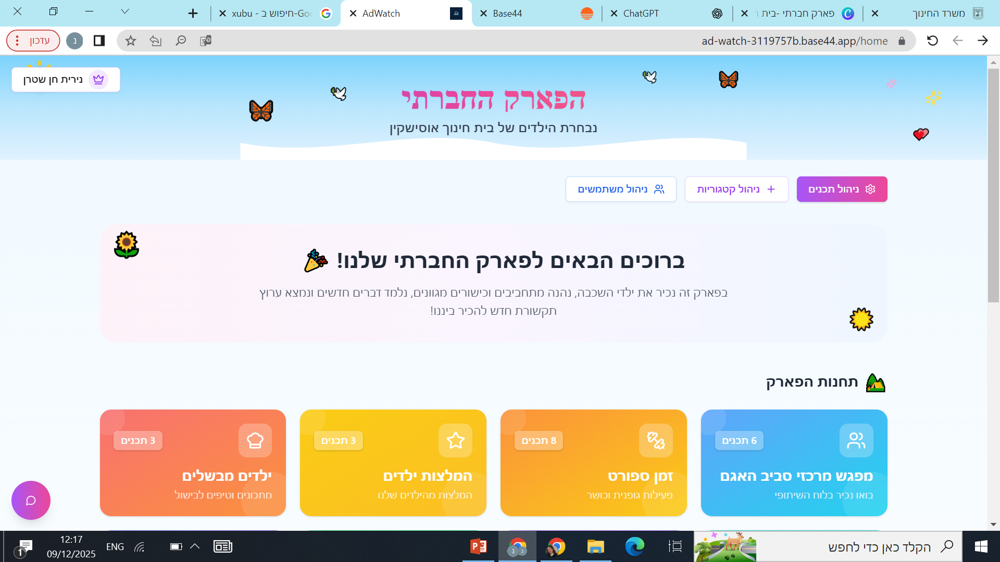 משרד החינוך
פארק חברתי -בית
ChatGPT
Base44
AdWatch
xubu - חיפוש ב-Goo
עדכון
נ
ad-watch-3119757b.base44.app/home
נירית חן שטרן
הפארק החברתי
נבחרת הילדים של בית חינוך אוסישקין
ניהול תכנים
ניהול קטגוריות
ניהול משתמשים
ברוכים הבאים לפארק החברתי שלנו!
בפארק זה נכיר את ילדי השכבה, נהנה מתחביבים וכישורים מגוונים, נלמד דברים חדשים ונמצא ערוץ
תקשורת חדש להכיר ביננו!
תחנות הפארק
6 תכנים
מפגש מרכזי סביב האגם
בואו נכיר בלוח השיתופי
8 תכנים
זמן ספורט
פעילות גופנית וכושר
3 תכנים
המלצות ילדים
המלצות מהילדים שלנו
3 תכנים
ילדים מבשלים
מתכונים וטיפים לבישול
הקלד כאן כדי לחפש
ENG
12:17
09/12/2025
1